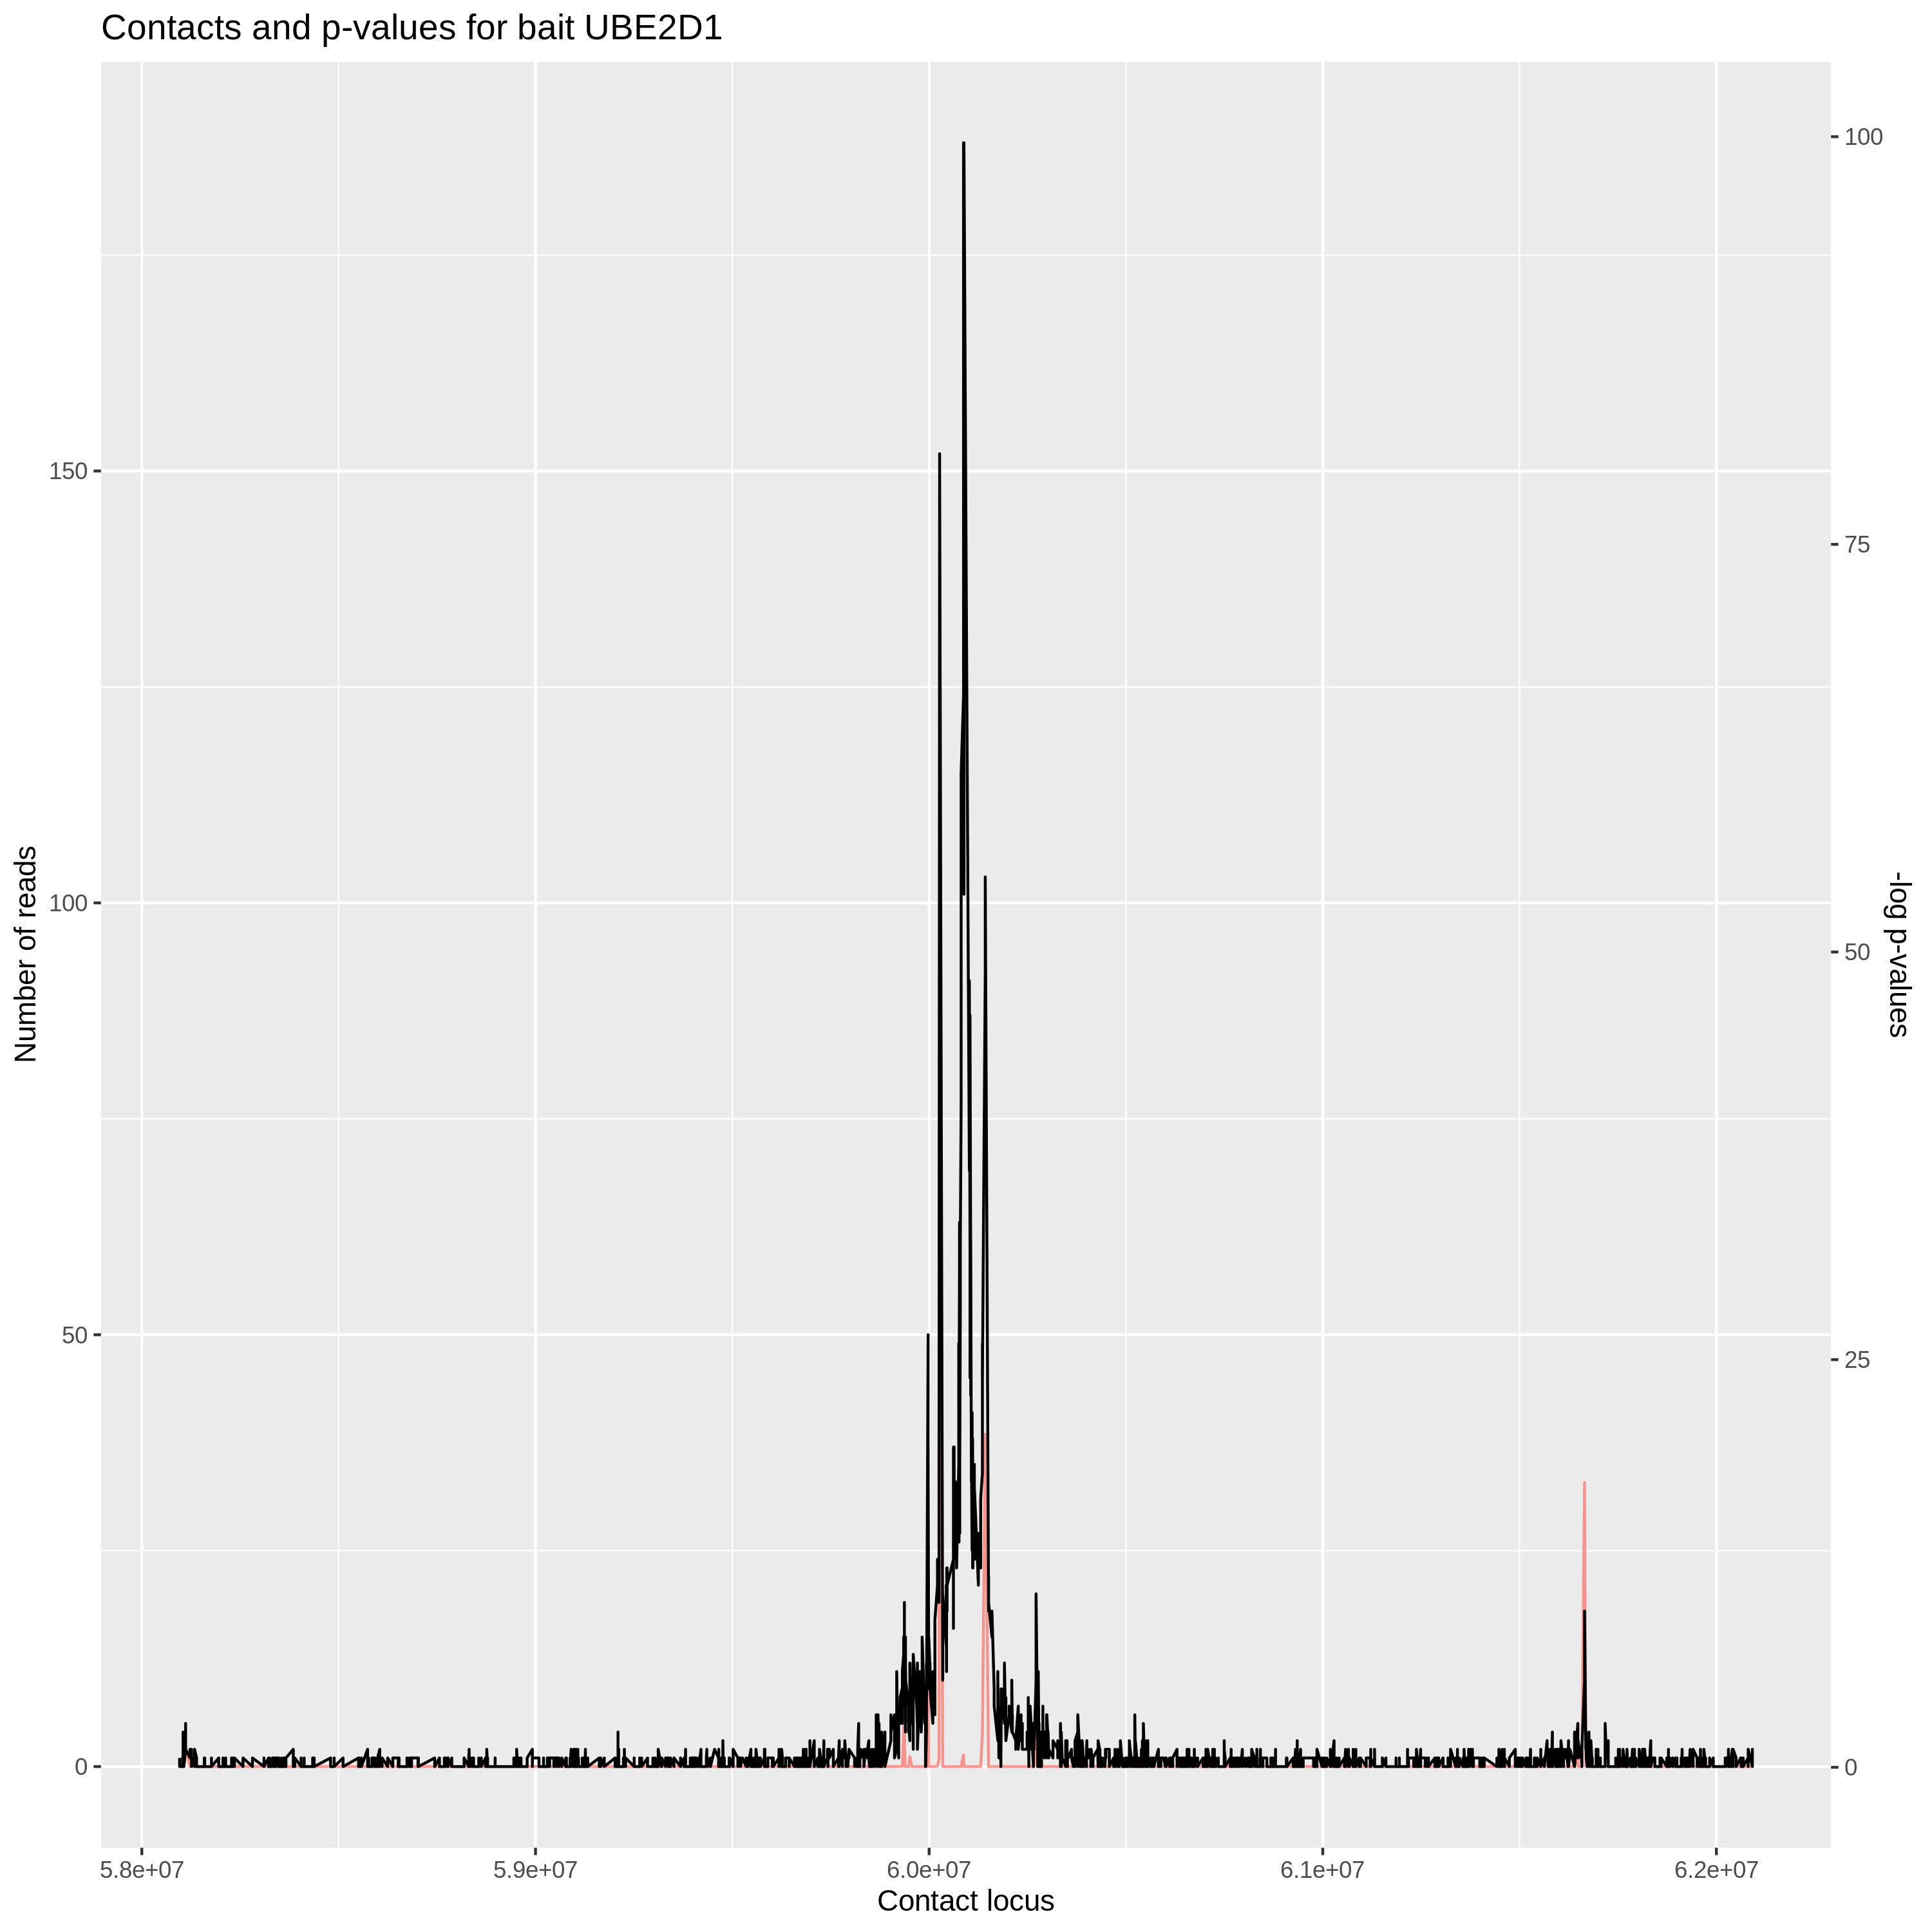 Contacts and p-values for bait UBE2D1
Number of reads
150
100
50
0
100
75
50
25
0
-log p-values
5.8e+07
5.9e+07
6.0e+07
6.1e+07
6.2e+07
Contact locus